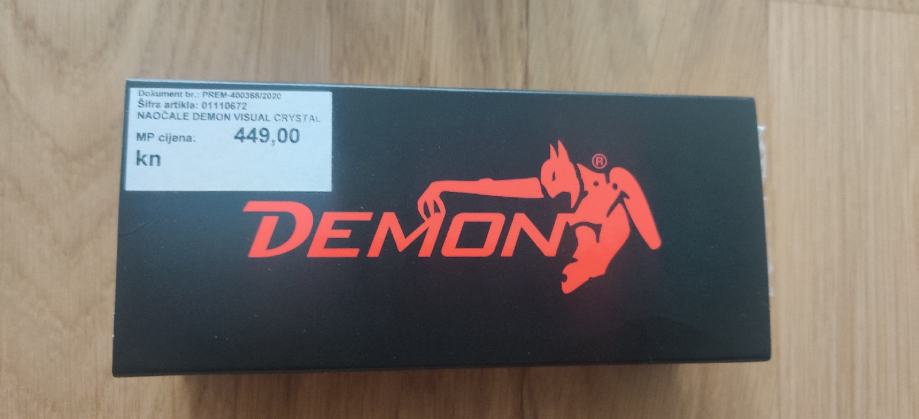 Dokument br.: PREM-400368/2020
Šifra artikla: 01110672
NAOČALE DEMON VISUAL CRYSTAL
MP cijena: 449,00
kn
DEMON®